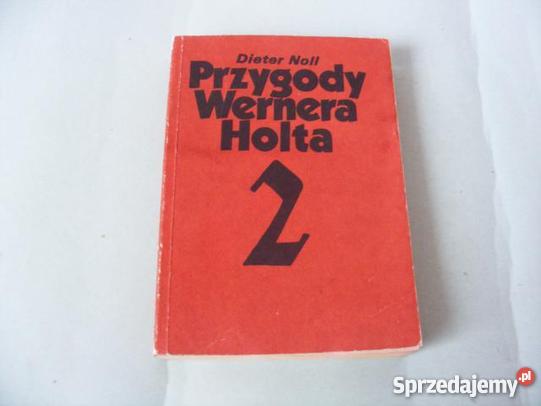 Dieter Noll
Przygody
Wernera
Holta
2
Sprzedajemy.pl